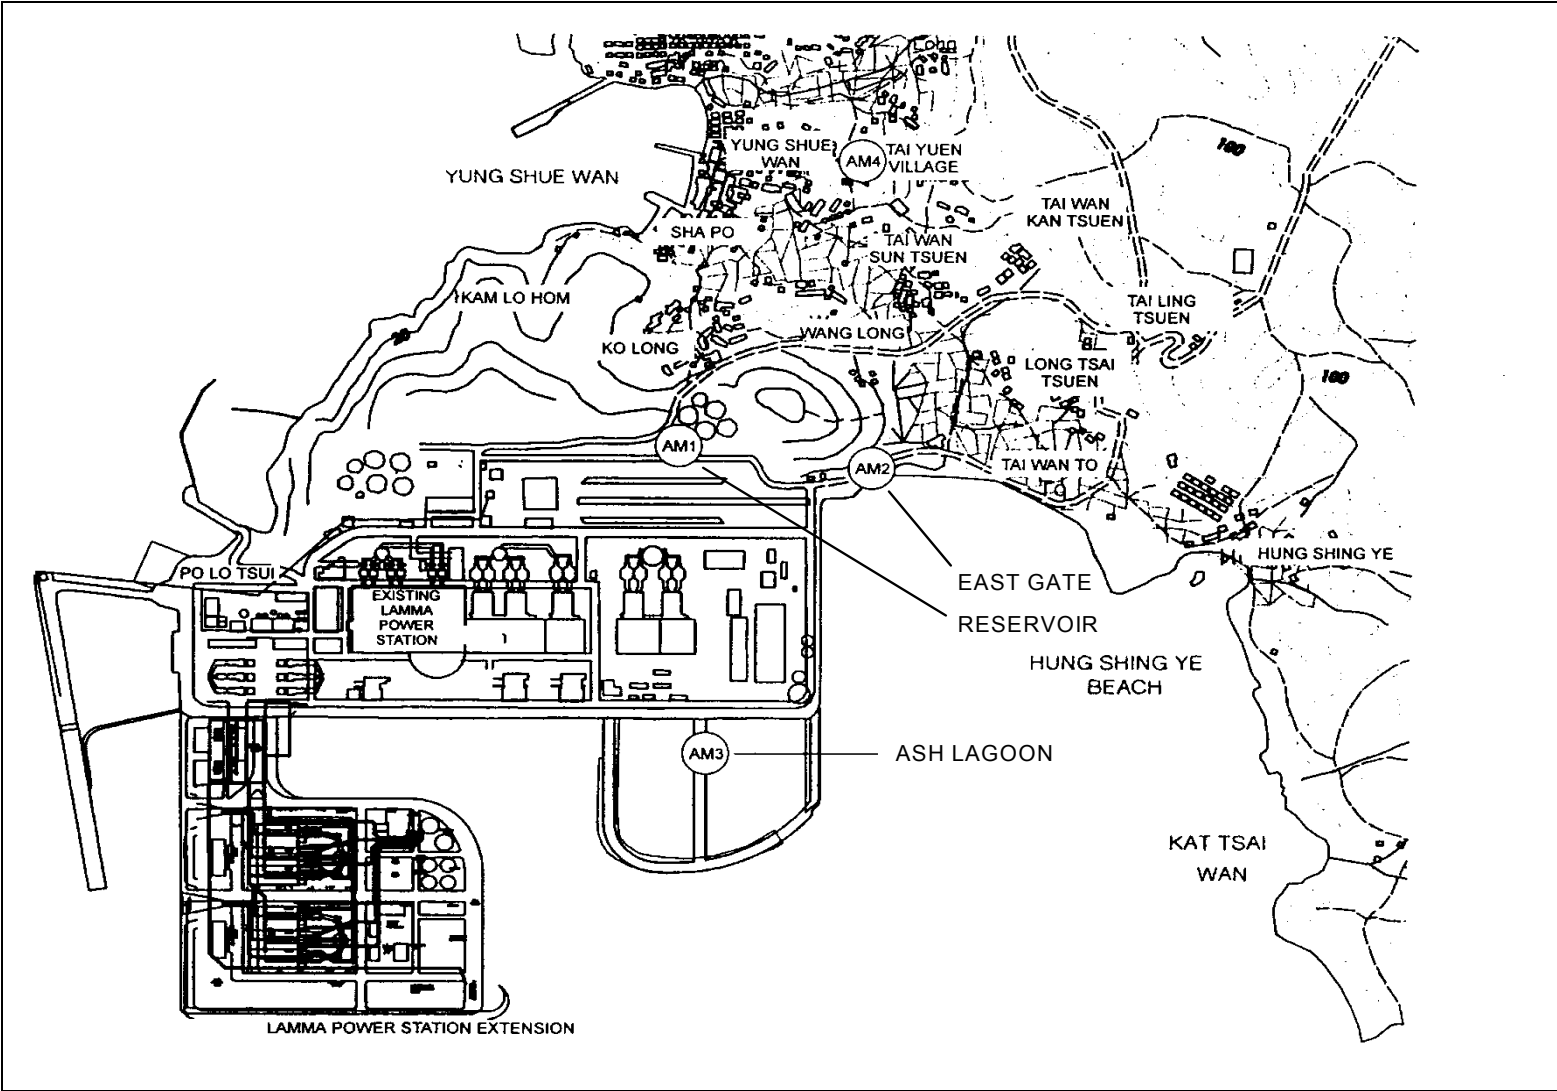 YUNG SHUE WAN
YUNG SHUE
WAN
AM4
TAI YUEN
VILLAGE
100
TAI WAN
KAN TSUEN
SHA PO
TAI WAN
SUN TSUEN
KAM LO HOM
TAI LING
TSUEN
20
WANG LONG
KO LONG
LONG TSAI
TSUEN
100
AM1
AM2
TAI WAN TO
HUNG SHING YE
PO LO TSUI
EXISTING
LAMMA
POWER
STATION
EAST GATE
RESERVOIR
HUNG SHING YE
BEACH
AM3
ASH LAGOON
KAT TSAI
WAN
LAMMA POWER STATION EXTENSION